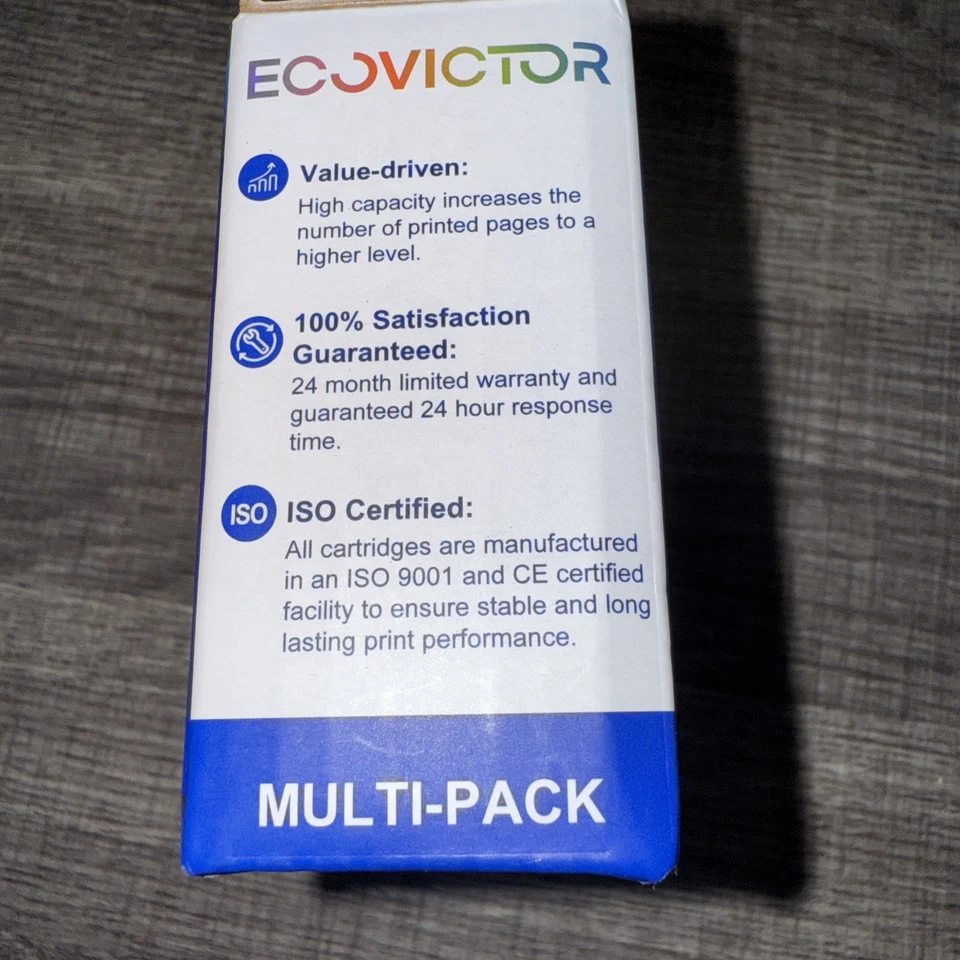 ECOVICTOR
Value-driven:
High capacity increases the
number of printed pages to a
higher level.
100% Satisfaction
Guaranteed:
24 month limited warranty and
guaranteed 24 hour response
time.
ISO
ISO Certified:
All cartridges are manufactured
in an ISO 9001 and CE certified
facility to ensure stable and long
lasting print performance.
MULTI-PACK